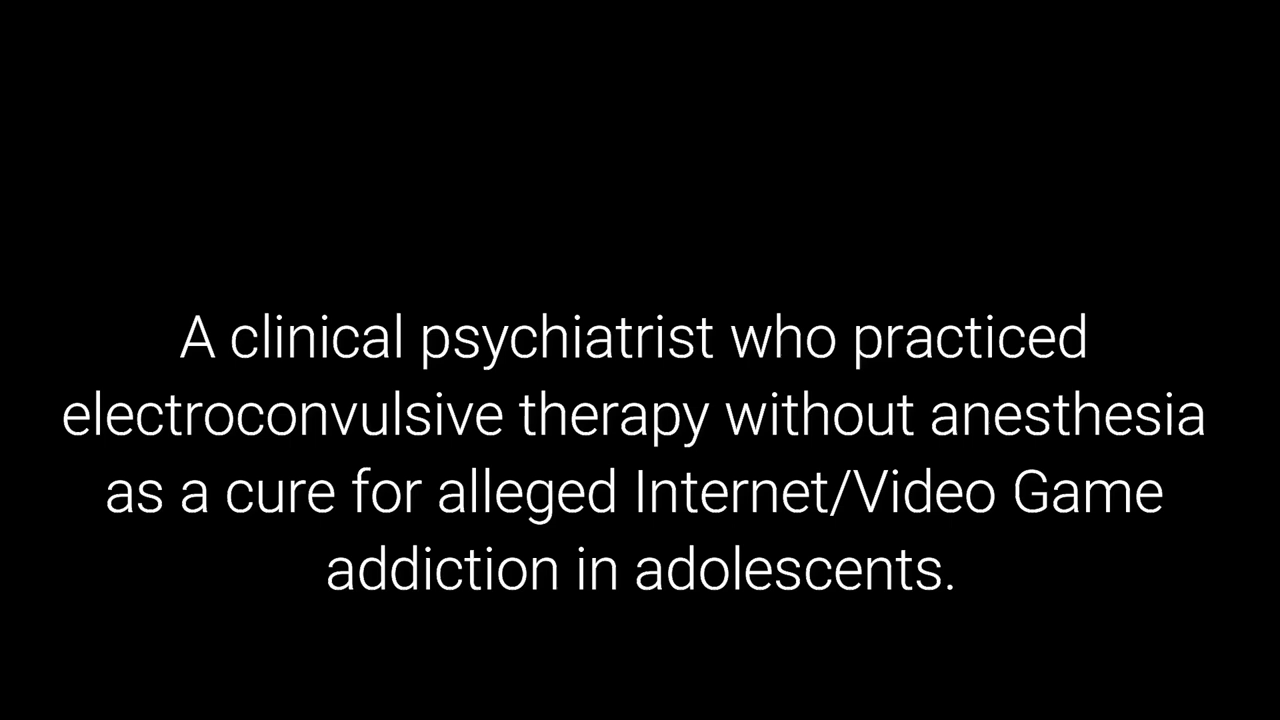 A clinical psychiatrist who practiced
electroconvulsive therapy without anesthesia
as a cure for alleged Internet/Video Game
addiction in adolescents.